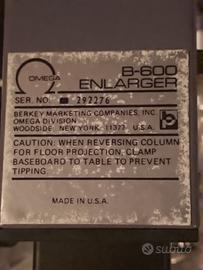 OMEGA
B-600
ENLARGER
SER. NO. 292276
BERKEY MARKETING COMPANIES, INC.
OMEGA DIVISION
WOODSIDE, NEW YORK, 11377 U.S.A.
CAUTION: WHEN REVERSING COLUMN
FOR FLOOR PROJECTION, CLAMP
BASEBOARD TO TABLE TO PREVENT
TIPPING.
MADE IN U.S.A.
subito